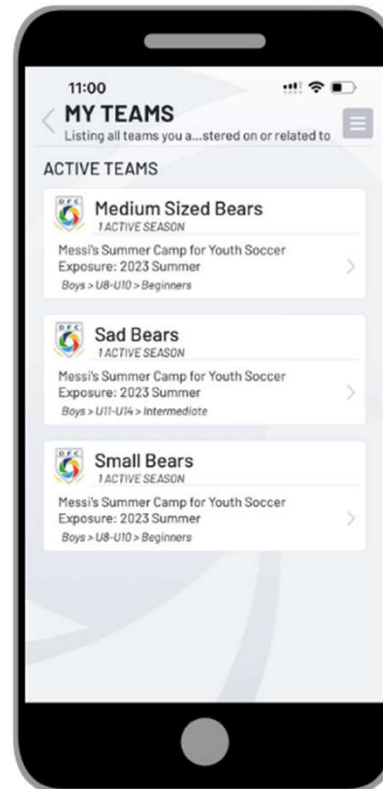 11:00
MY TEAMS
Listing all teams you a...stered on or related to
ACTIVE TEAMS
DFC
Medium Sized Bears
1 ACTIVE SEASON
Messi's Summer Camp for Youth Soccer
Exposure: 2023 Summer
Boys > U8-U10 > Beginners
DFC
Sad Bears
1 ACTIVE SEASON
Messi's Summer Camp for Youth Soccer
Exposure: 2023 Summer
Boys > U11-U14 > Intermediate
DFC
Small Bears
1 ACTIVE SEASON
Messi's Summer Camp for Youth Soccer
Exposure: 2023 Summer
Boys > U8-U10 > Beginners